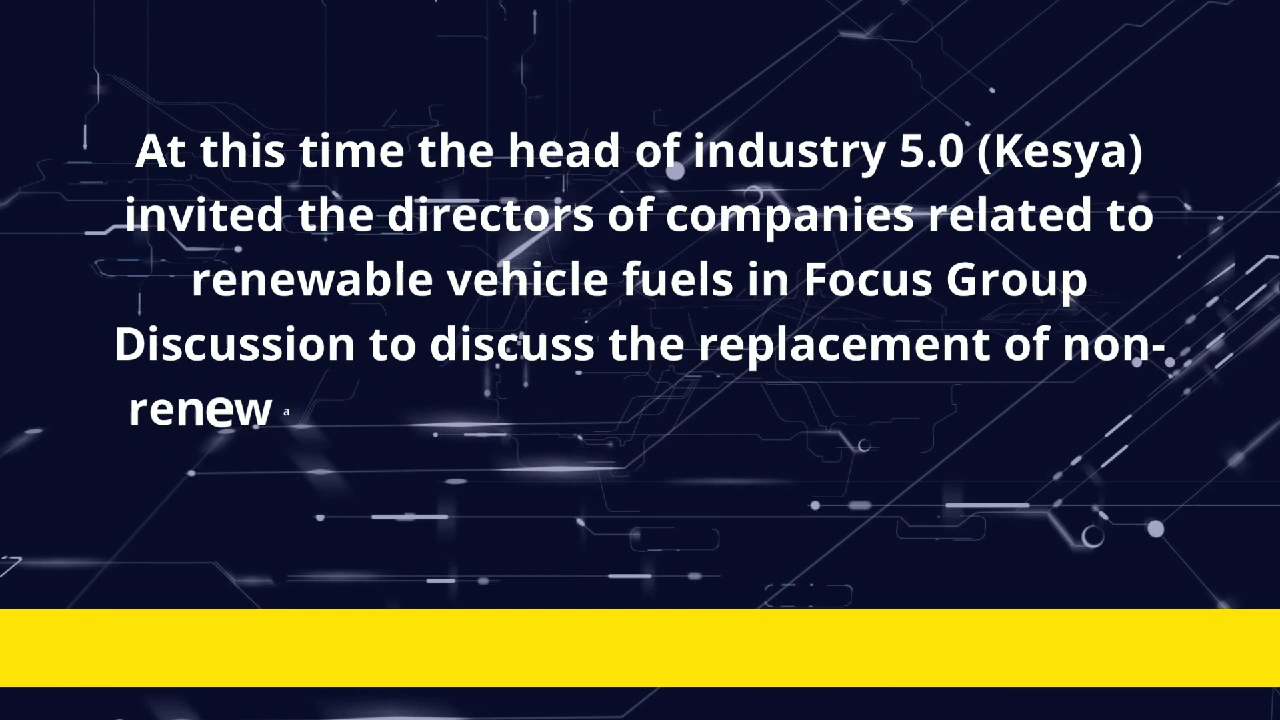 At this time the head of industry 5.0 (Kesya)
invited the directors of companies related to
renewable vehicle fuels in Focus Group
Discussion to discuss the replacement of non-
renewa